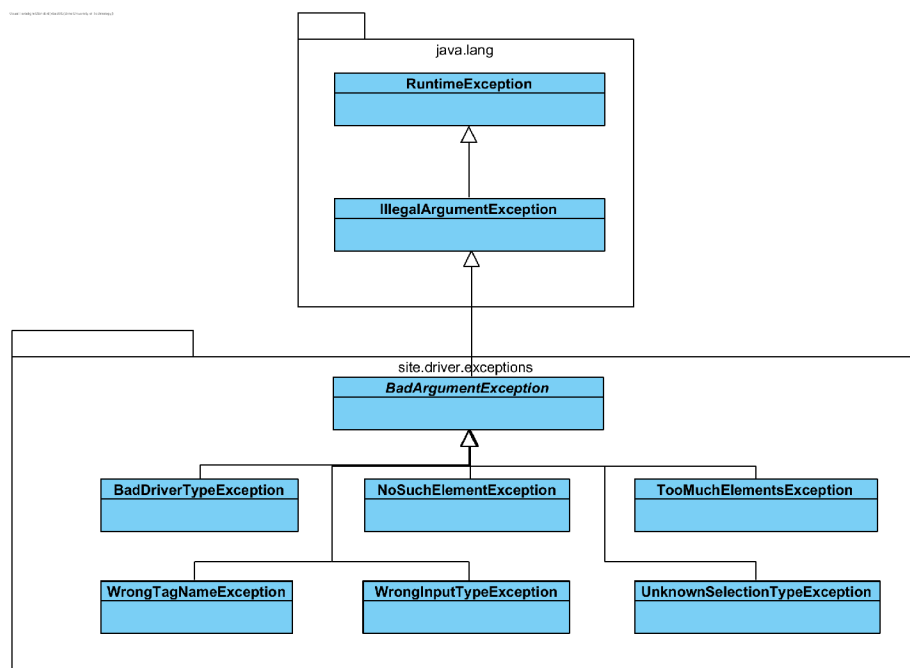 java.lang
RuntimeException
IllegalArgumentException
site.driver.exceptions
BadArgumentException
BadDriverTypeException
NoSuchElementException
TooMuchElementsException
WrongTagNameException
WrongInputTypeException
UnknownSelectionTypeException